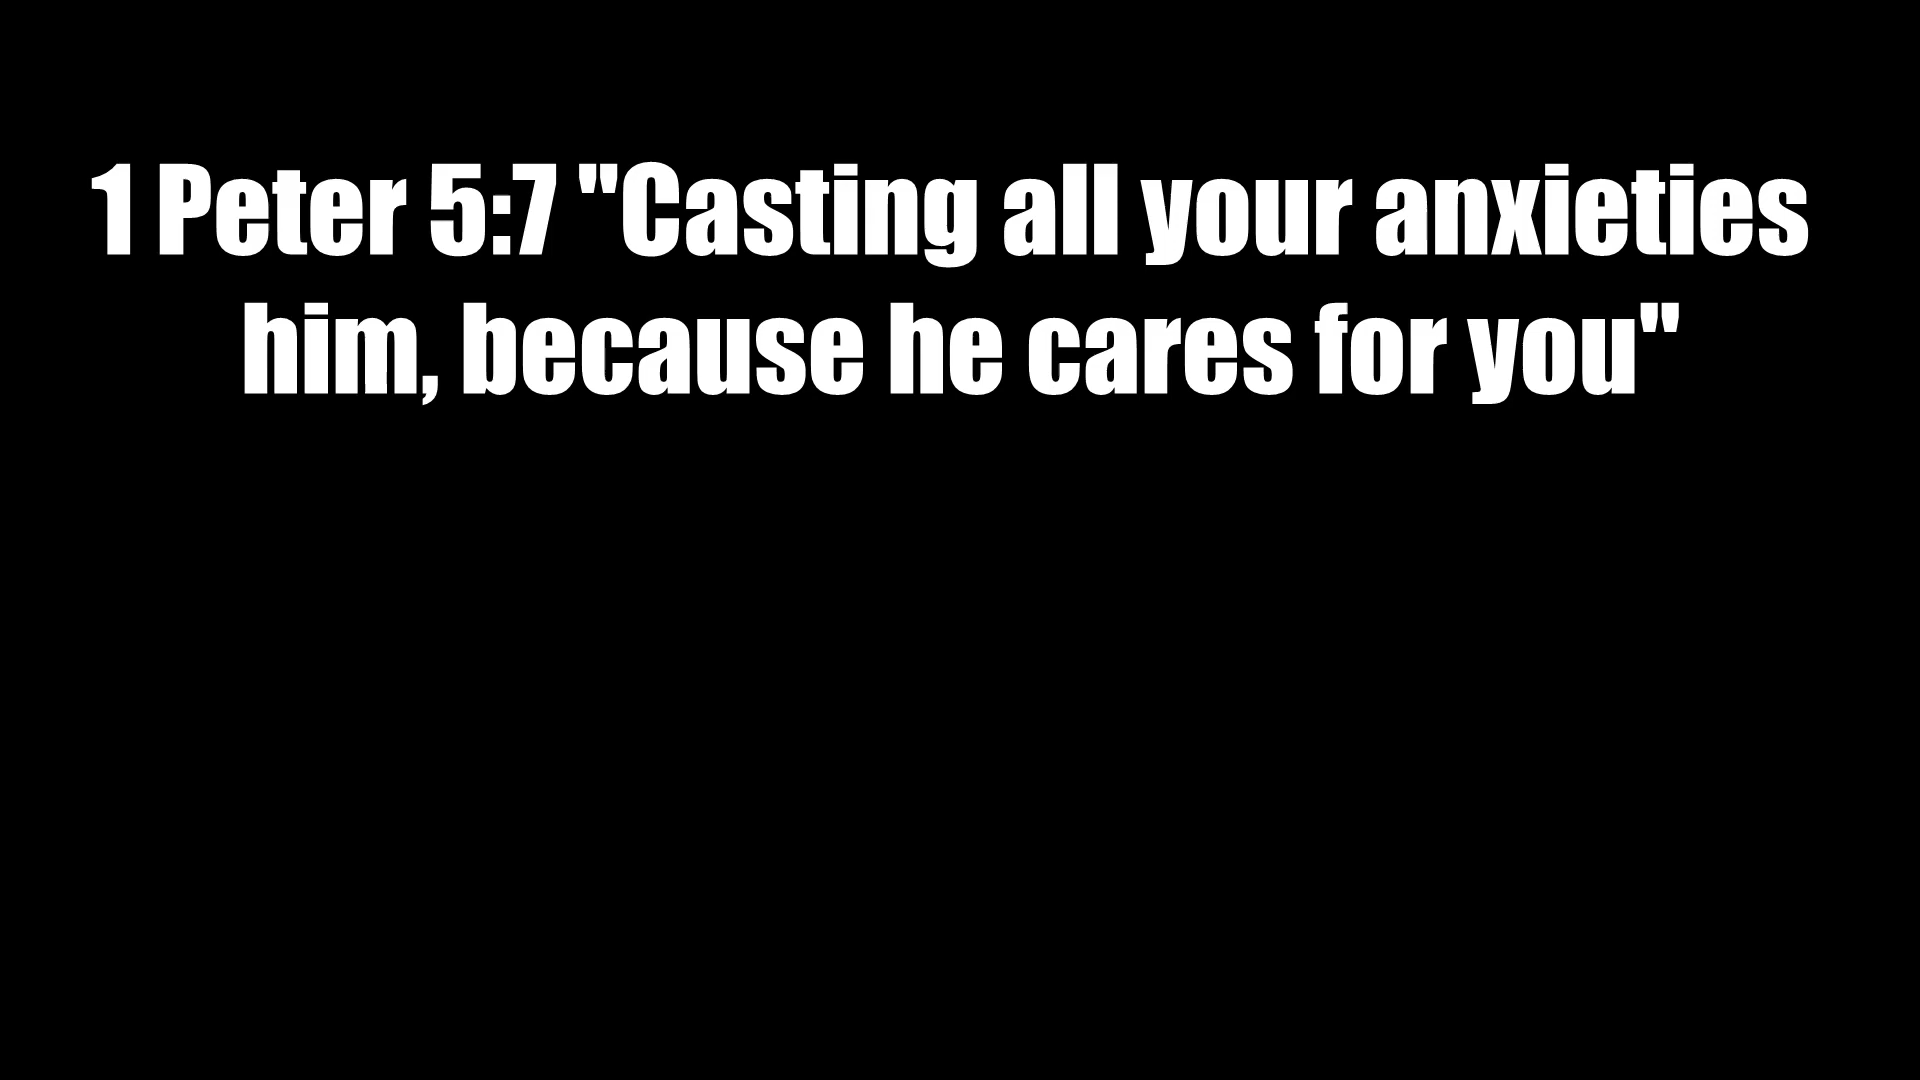 1 Peter 5:7 "Casting all your anxieties
him, because he cares for you"